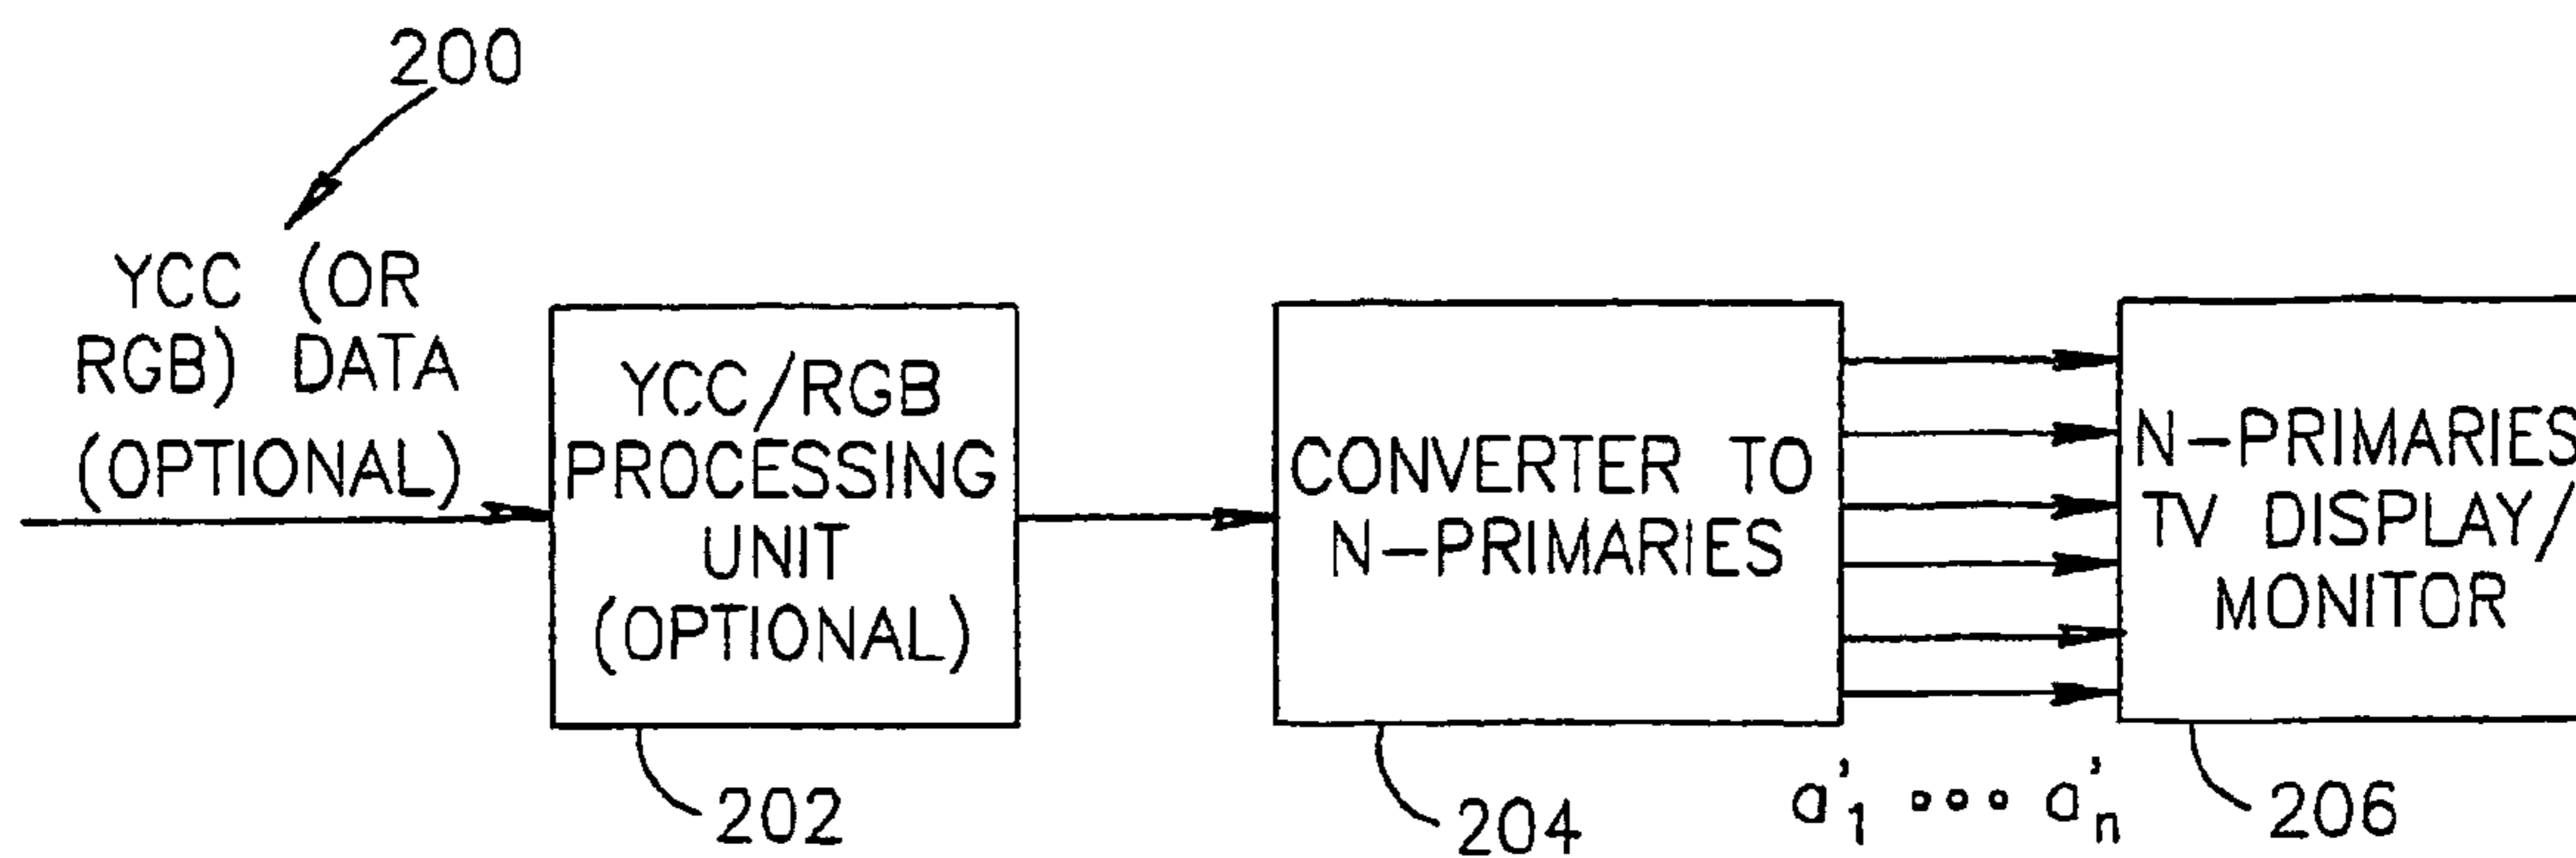 200
YCC (OR
RGB) DATA
(OPTIONAL)
YCC/RGB
PROCESSING
UNIT
(OPTIONAL)
202
CONVERTER TO
N-PRIMARIES
204
a'1 ∘∘∘ a'n
N-PRIMARIES
TV DISPLAY/
MONITOR
206